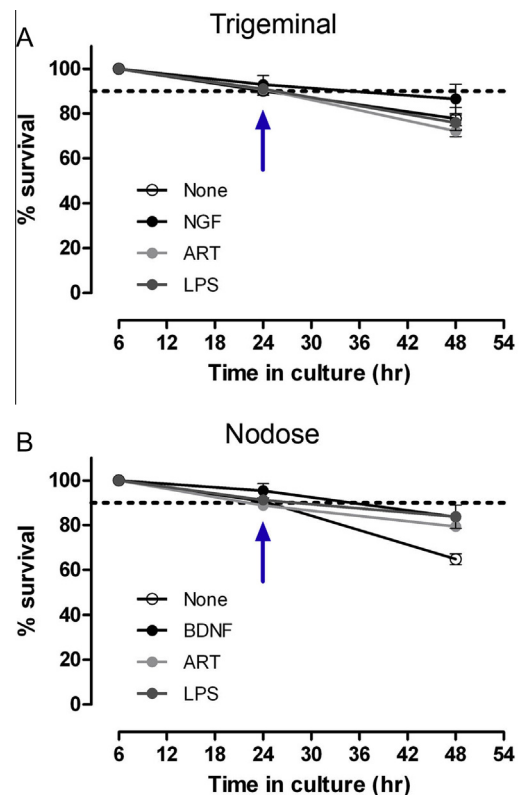 A
Trigeminal
100
80
60
40
20
0
% survival
None
NGF
ART
LPS
6 12 18 24 30 36 42 48 54
Time in culture (hr)
B
Nodose
100
80
60
40
20
0
% survival
None
BDNF
ART
LPS
6 12 18 24 30 36 42 48 54
Time in culture (hr)